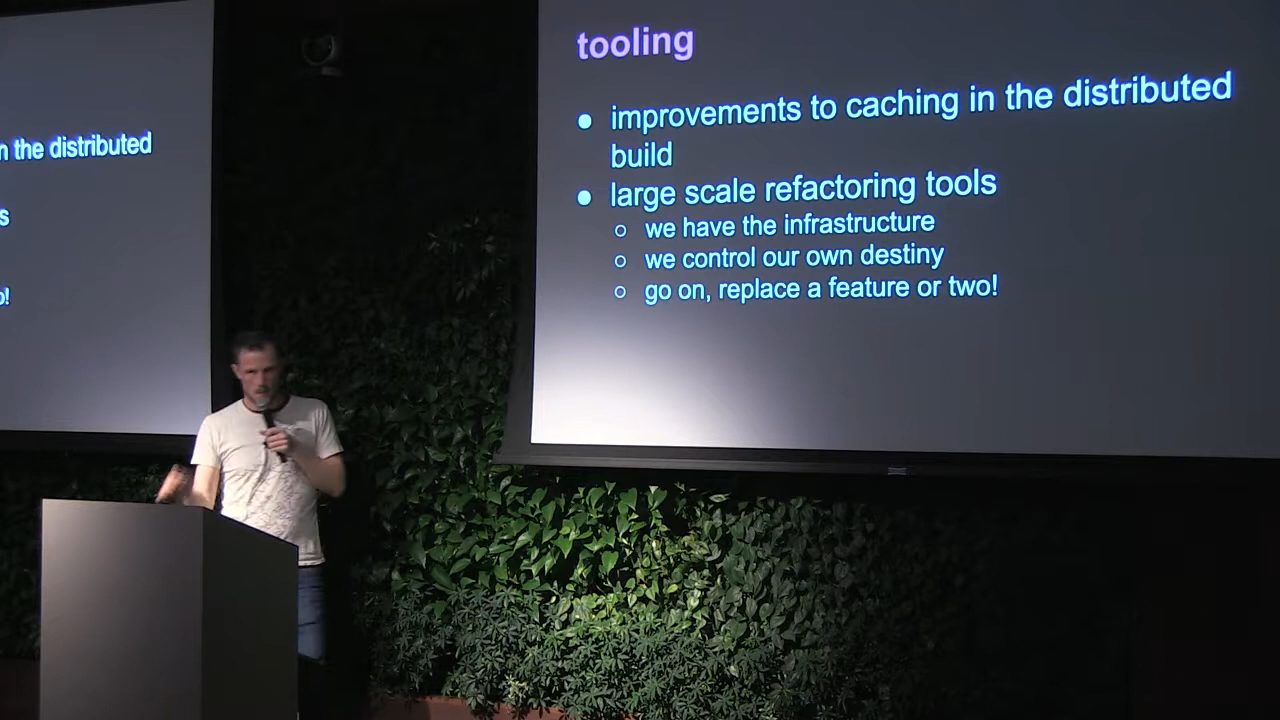 n the distributed
s
o!
tooling
improvements to caching in the distributed
build
large scale refactoring tools
we have the infrastructure
we control our own destiny
go on, replace a feature or two!